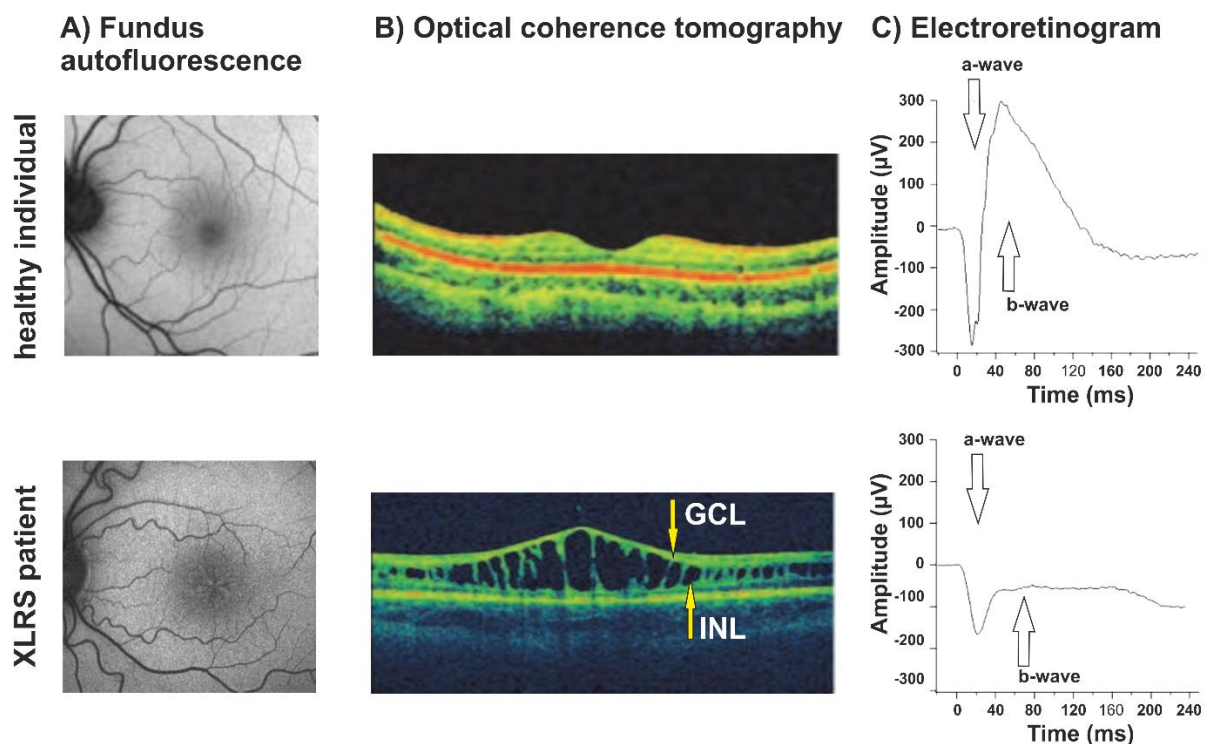 A) Fundus
autofluorescence
B) Optical coherence tomography
C) Electroretinogram
healthy individual
a-wave
b-wave
Amplitude (µV)
300
200
100
0
-100
-200
-300
0 40 80 120 160 200 240
Time (ms)
XLRS patient
GCL
INL
a-wave
b-wave
Amplitude (µV)
300
200
100
0
-100
-200
-300
0 40 80 120 160 200 240
Time (ms)